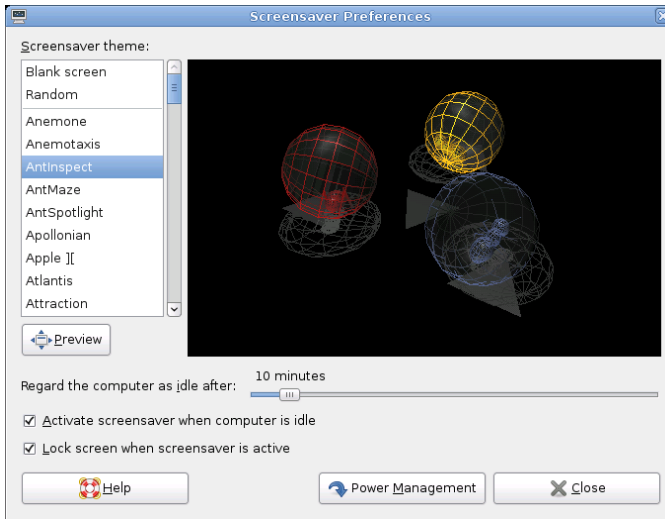 Screensaver Preferences
Screensaver theme:
Blank screen
Random
Anemone
Anemotaxis
AntInspect
AntMaze
AntSpotlight
Apollonian
Apple ][
Atlantis
Attraction
Preview
10 minutes
Regard the computer as idle after:
Activate screensaver when computer is idle
Lock screen when screensaver is active
Help
Power Management
Close